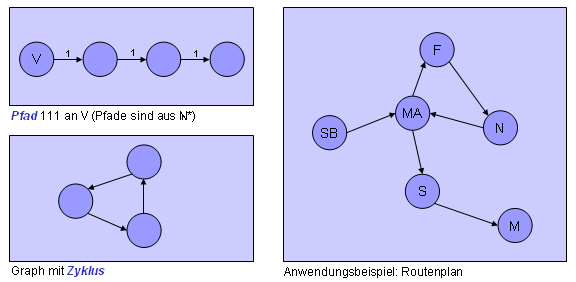 V 1 1 1
Pfad 111 an V (Pfade sind aus N*)
Graph mit Zyklus
F
MA
SB
N
S
M
Anwendungsbeispiel: Routenplan